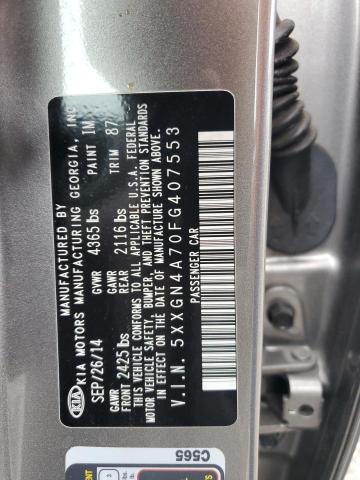 KIA
MANUFACTURED BY
KIA MOTORS MANUFACTURING GEORGIA, INC
SEP/26/14 4365 lbs PAINT 1M
GVWR
GAWR GAWR TRIM 87/
FRONT 2425 lbs REAR 2116 lbs
THIS VEHICLE CONFORMS TO ALL APPLICABLE U.S.A. FEDERAL
MOTOR VEHICLE SAFETY, BUMPER, AND THEFT PREVENTION STANDARDS
IN EFFECT ON THE DATE OF MANUFACTURE SHOWN ABOVE.
V.I.N. 5XXGN4A70FG407553
PASSENGER CAR
C565